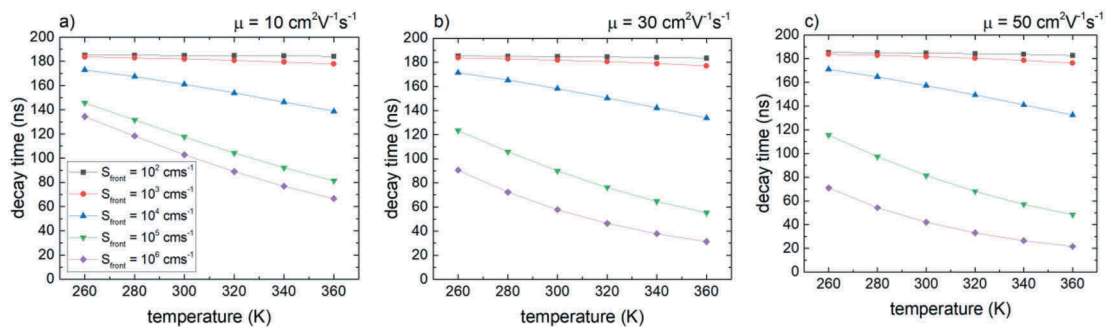 a)
μ = 10 cm²V⁻¹s⁻¹
200
180
160
140
120
100
80
60
40
20
0
decay time (ns)
S_front = 10² cms⁻¹
S_front = 10³ cms⁻¹
S_front = 10⁴ cms⁻¹
S_front = 10⁵ cms⁻¹
S_front = 10⁶ cms⁻¹
260 280 300 320 340 360
temperature (K)
b)
μ = 30 cm²V⁻¹s⁻¹
200
180
160
140
120
100
80
60
40
20
0
decay time (ns)
260 280 300 320 340 360
temperature (K)
c)
μ = 50 cm²V⁻¹s⁻¹
200
180
160
140
120
100
80
60
40
20
0
decay time (ns)
260 280 300 320 340 360
temperature (K)